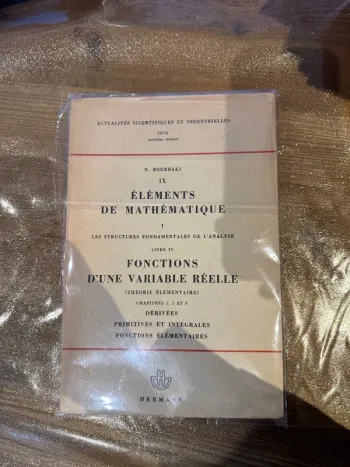 ACTUALITÉS SCIENTIFIQUES ET INDUSTRIELLES
1074
N. BOURBAKI
IX
ÉLÉMENTS
DE MATHÉMATIQUE
I
LES STRUCTURES FONDAMENTALES DE L'ANALYSE
LIVRE IV
FONCTIONS
D'UNE VARIABLE RÉELLE
(THÉORIE ÉLÉMENTAIRE)
CHAPITRES 1, 2 ET 3
DÉRIVÉES
PRIMITIVES ET INTÉGRALES
FONCTIONS ÉLÉMENTAIRES
HERMANN